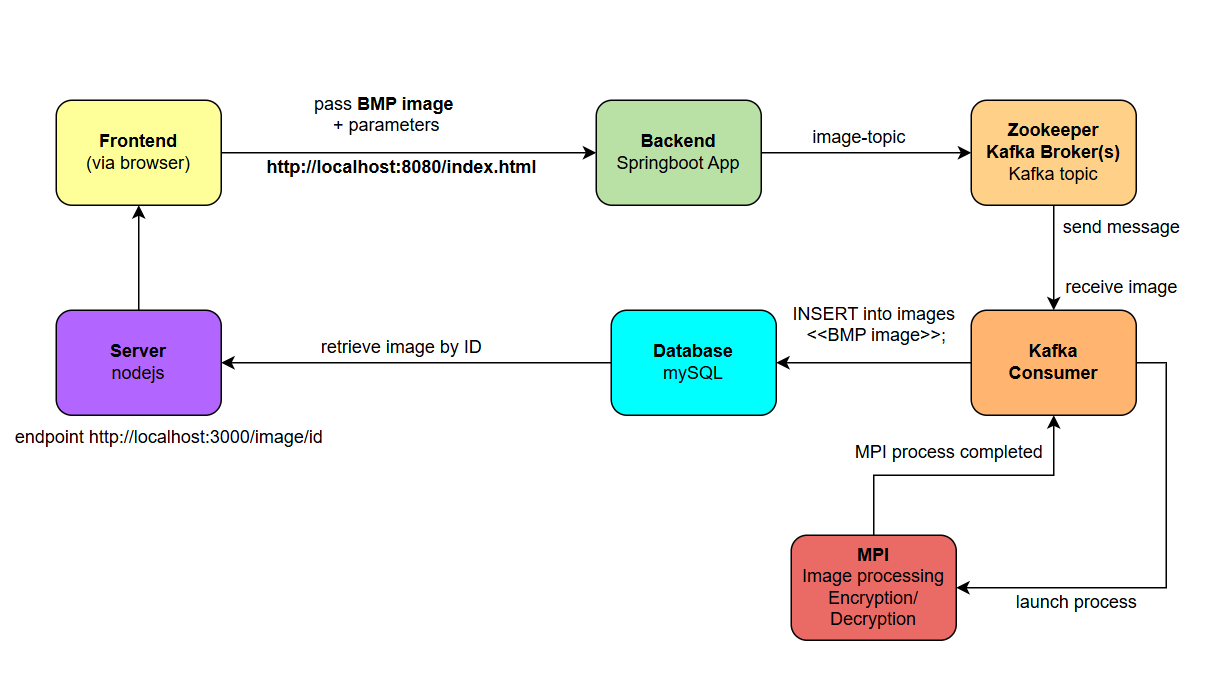 pass BMP image
+ parameters
http://localhost:8080/index.html
Frontend
(via browser)
Backend
Springboot App
image-topic
Zookeeper
Kafka Broker(s)
Kafka topic
send message
receive image
INSERT into images
<<BMP image>>;
Kafka
Consumer
Database
mySQL
retrieve image by ID
Server
nodejs
endpoint http://localhost:3000/image/id
MPI process completed
MPI
Image processing
Encryption/
Decryption
launch process